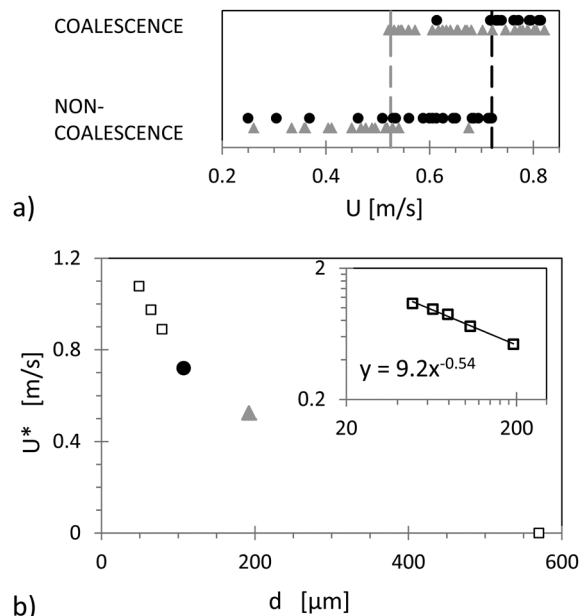 COALESCENCE
NON-
COALESCENCE
0.2 0.4 0.6 0.8
U [m/s]
a)
1.2
0.8
0.4
0
U* [m/s]
2
0.2
20 200
y = 9.2x^-0.54
0 200 400 600
d [µm]
b)